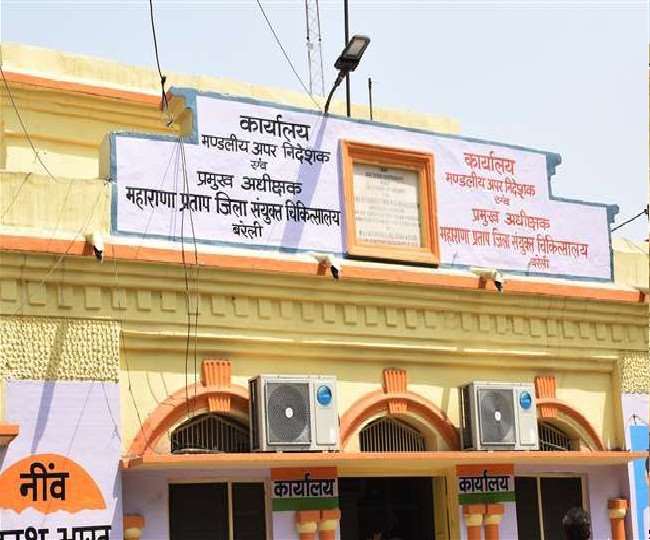 कार्यालय
मण्डलीय अपर निदेशक
एवं
प्रमुख अधीक्षक
महाराणा प्रताप जिला संयुक्त चिकित्सालय
बरेली
कार्यालय
मण्डलीय अपर निदेशक
एवं
प्रमुख अधीक्षक
महाराणा प्रताप जिला संयुक्त चिकित्सालय
बरेली
नींव
कार्यालय
कार्यालय